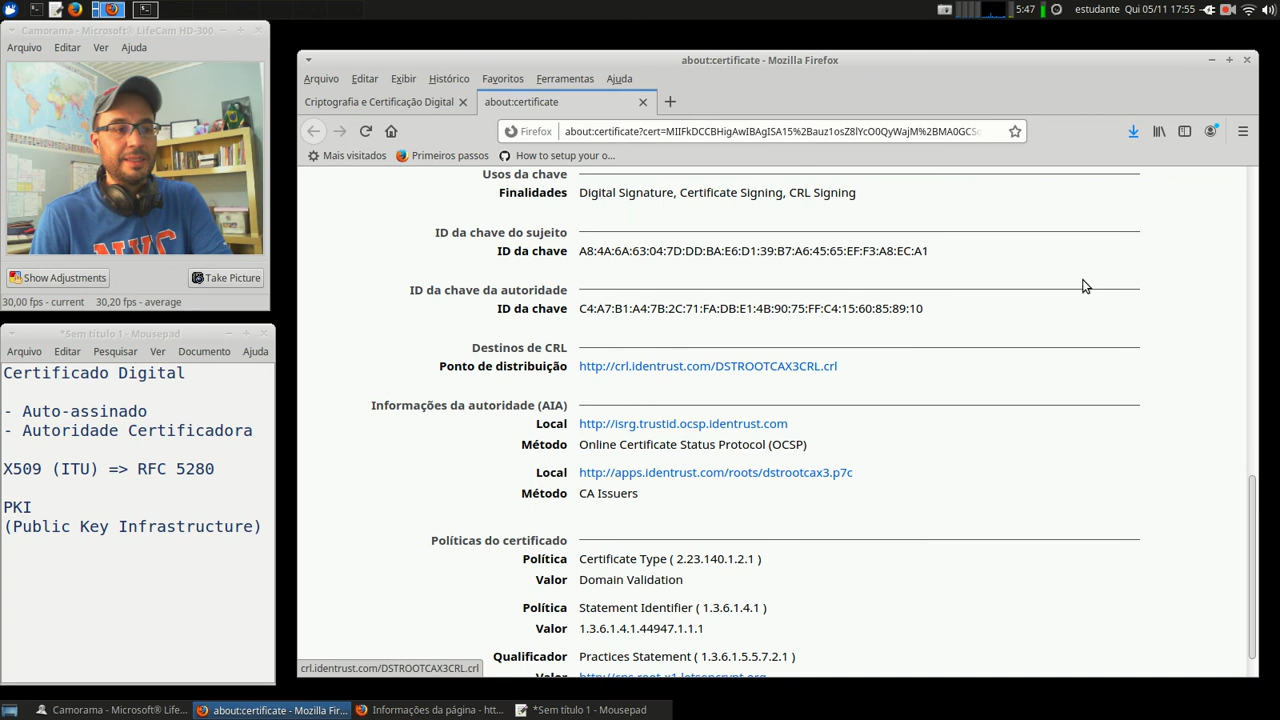 5:47
estudante
Qui 05/11 17:55
Camorama - Microsoft® LifeCam HD-300
Arquivo Editar Ver Ajuda
Show Adjustments
Take Picture
30,00 fps - current 30,20 fps - average
*Sem título 1 - Mousepad
Arquivo Editar Pesquisar Ver Documento Ajuda
Certificado Digital
- Auto-assinado
- Autoridade Certificadora
X509 (ITU) => RFC 5280
PKI
(Public Key Infrastructure)
about:certificate - Mozilla Firefox
Arquivo Editar Exibir Histórico Favoritos Ferramentas Ajuda
Criptografia e Certificação Digital
about:certificate
Firefox
about:certificate?cert=MIIFkDCCBHigAwIBAgISA15%2Bauz1osZ8lYcO0QyWajM%2BMA0GCSc
Mais visitados
Primeiros passos
How to setup your o...
Usos da chave
Finalidades Digital Signature, Certificate Signing, CRL Signing
ID da chave do sujeito
ID da chave A8:4A:6A:63:04:7D:DD:BA:E6:D1:39:B7:A6:45:65:EF:F3:A8:EC:A1
ID da chave da autoridade
ID da chave C4:A7:B1:A4:7B:2C:71:FA:DB:E1:4B:90:75:FF:C4:15:60:85:89:10
Destinos de CRL
Ponto de distribuição http://crl.identrust.com/DSTROOTCAX3CRL.crl
Informações da autoridade (AIA)
Local http://isrg.trustid.ocsp.identrust.com
Método Online Certificate Status Protocol (OCSP)
Local http://apps.identrust.com/roots/dstrootcax3.p7c
Método CA Issuers
Políticas do certificado
Política Certificate Type ( 2.23.140.1.2.1 )
Valor Domain Validation
Política Statement Identifier ( 1.3.6.1.4.1 )
Valor 1.3.6.1.4.1.44947.1.1.1
Qualificador Practices Statement ( 1.3.6.1.5.5.7.2.1 )
Valor http://cps.root-x1.letsencrypt.org
crl.identrust.com/DSTROOTCAX3CRL.crl
Camorama - Microsoft® Life...
about:certificate - Mozilla Fir...
Informações da página - htt...
*Sem título 1 - Mousepad